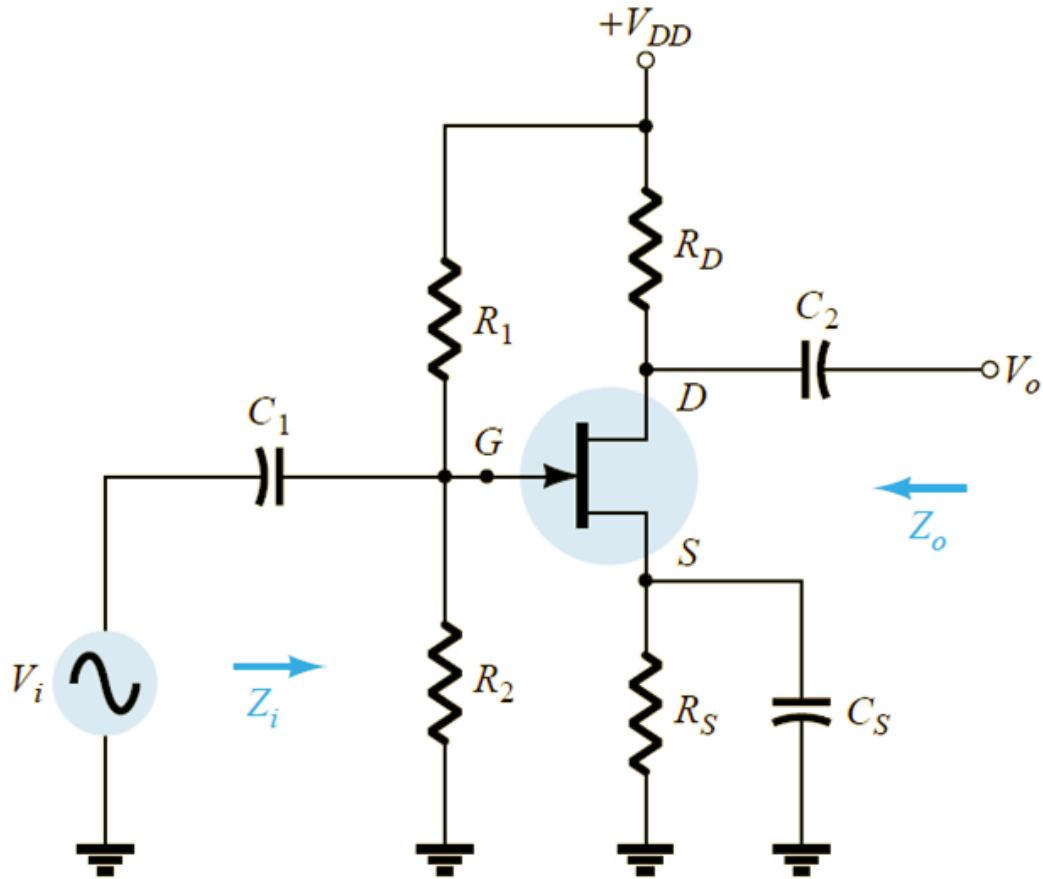 +V_DD
R_D
C_2
R_1
V_o
D
C_1
G
Z_o
S
V_i
Z_i
R_2
R_S
C_S